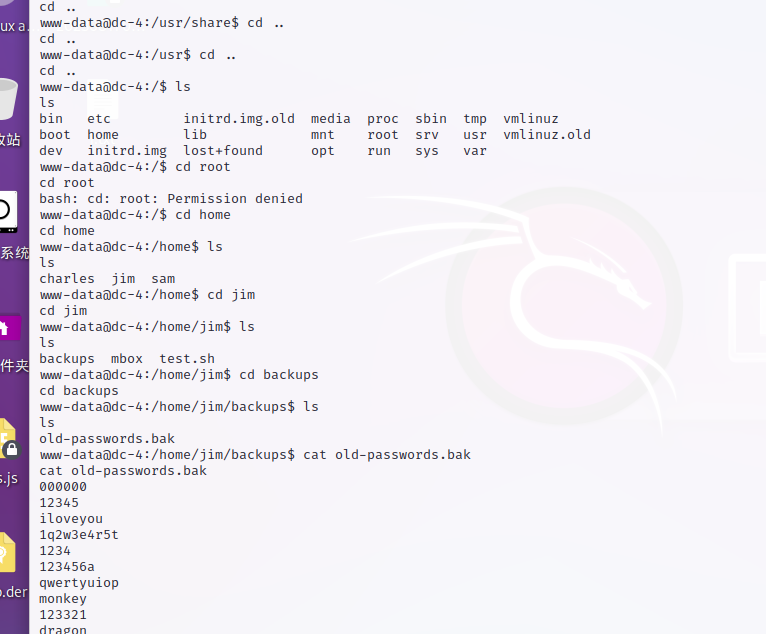 cd ..
www-data@dc-4:/usr/share$ cd ..
cd ..
www-data@dc-4:/usr$ cd ..
cd ..
www-data@dc-4:/$ ls
ls
bin   etc         initrd.img.old  media  proc  sbin  tmp  vmlinuz
boot  home        lib             mnt    root  srv   usr  vmlinuz.old
dev   initrd.img  lost+found      opt    run   sys   var
www-data@dc-4:/$ cd root
cd root
bash: cd: root: Permission denied
www-data@dc-4:/$ cd home
cd home
www-data@dc-4:/home$ ls
ls
charles  jim  sam
www-data@dc-4:/home$ cd jim
cd jim
www-data@dc-4:/home/jim$ ls
ls
backups  mbox  test.sh
www-data@dc-4:/home/jim$ cd backups
cd backups
www-data@dc-4:/home/jim/backups$ ls
ls
old-passwords.bak
www-data@dc-4:/home/jim/backups$ cat old-passwords.bak
cat old-passwords.bak
000000
12345
iloveyou
1q2w3e4r5t
1234
123456a
qwertyuiop
monkey
123321
dragon
ux a.
收站
系统
件夹
s.js
.der